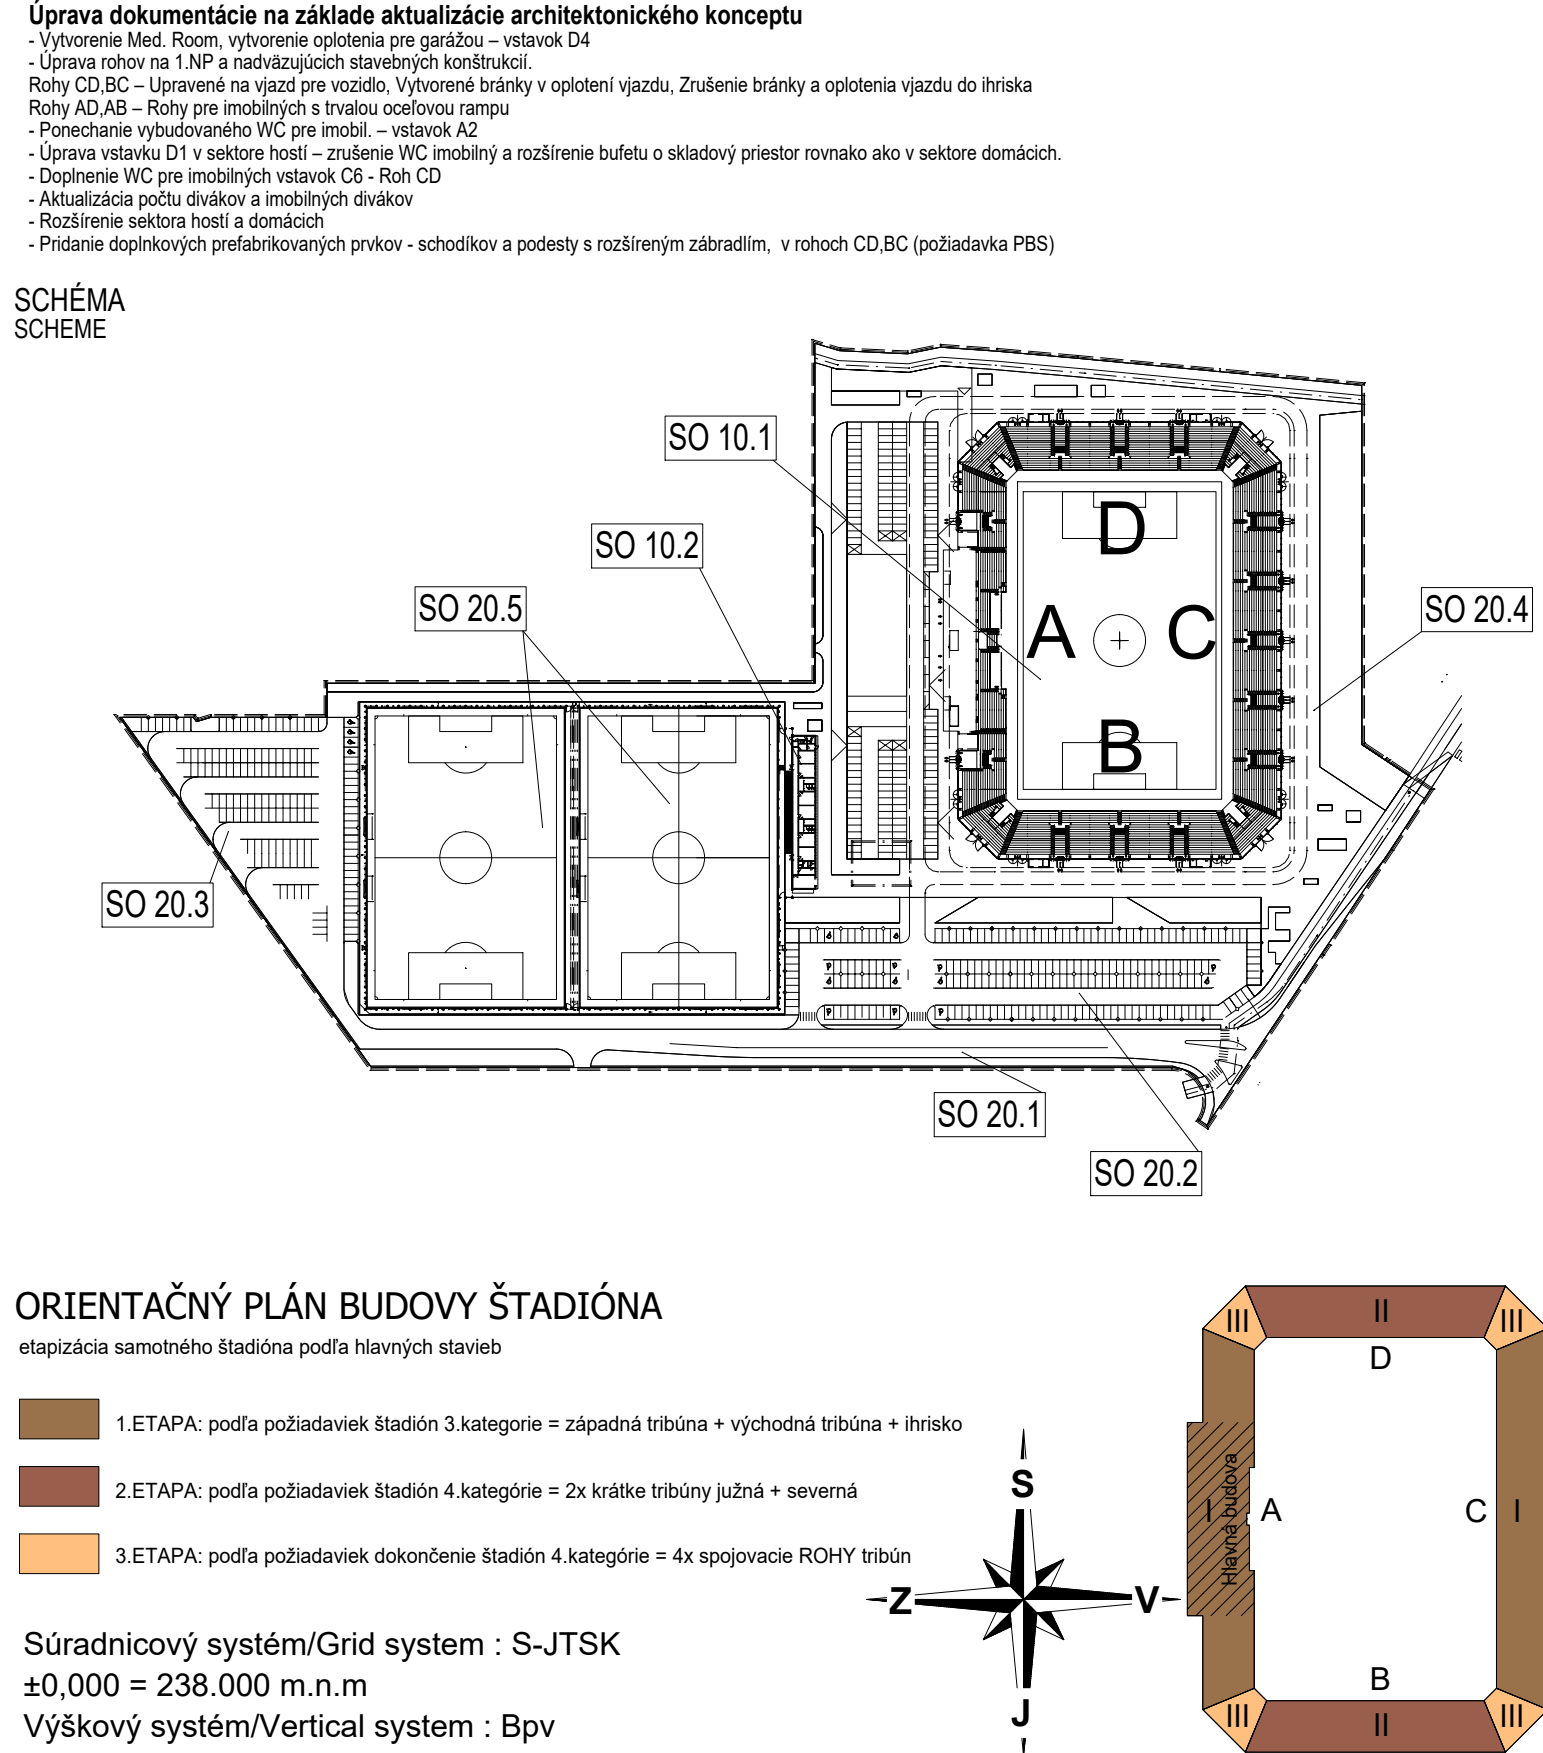 Úprava dokumentácie na základe aktualizácie architektonického konceptu
- Vytvorenie Med. Room, vytvorenie oplotenia pre garážou – vstavok D4
- Úprava rohov na 1.NP a nadväzujúcich stavebných konštrukcií.
Rohy CD,BC – Upravené na vjazd pre vozidlo, Vytvorené bránky v oplotení vjazdu, Zrušenie bránky a oplotenia vjazdu do ihriska
Rohy AD,AB – Rohy pre imobilných s trvalou oceľovou rampu
- Ponechanie vybudovaného WC pre imobil. – vstavok A2
- Úprava vstavku D1 v sektore hostí – zrušenie WC imobilný a rozšírenie bufetu o skladový priestor rovnako ako v sektore domácich.
- Doplnenie WC pre imobilných vstavok C6 - Roh CD
- Aktualizácia počtu divákov a imobilných divákov
- Rozšírenie sektora hostí a domácich
- Pridanie doplnkových prefabrikovaných prvkov - schodíkov a podesty s rozšíreným zábradlím, v rohoch CD,BC (požiadavka PBS)
SCHÉMA
SCHEME
SO 10.1
D
SO 10.2
SO 20.5
SO 20.4
A
C
B
SO 20.3
SO 20.1
SO 20.2
ORIENTAČNÝ PLÁN BUDOVY ŠTADIÓNA
etapizácia samotného štadióna podľa hlavných stavieb
1.ETAPA: podľa požiadaviek štadión 3.kategorie = západná tribúna + východná tribúna + ihrisko
2.ETAPA: podľa požiadaviek štadión 4.kategórie = 2x krátke tribúny južná + severná
3.ETAPA: podľa požiadaviek dokončenie štadión 4.kategórie = 4x spojovacie ROHY tribún
S
Z
V
J
III
II
III
D
I
Hlavná budova
A
C
I
B
III
II
III
Súradnicový systém/Grid system : S-JTSK
±0,000 = 238.000 m.n.m
Výškový systém/Vertical system : Bpv